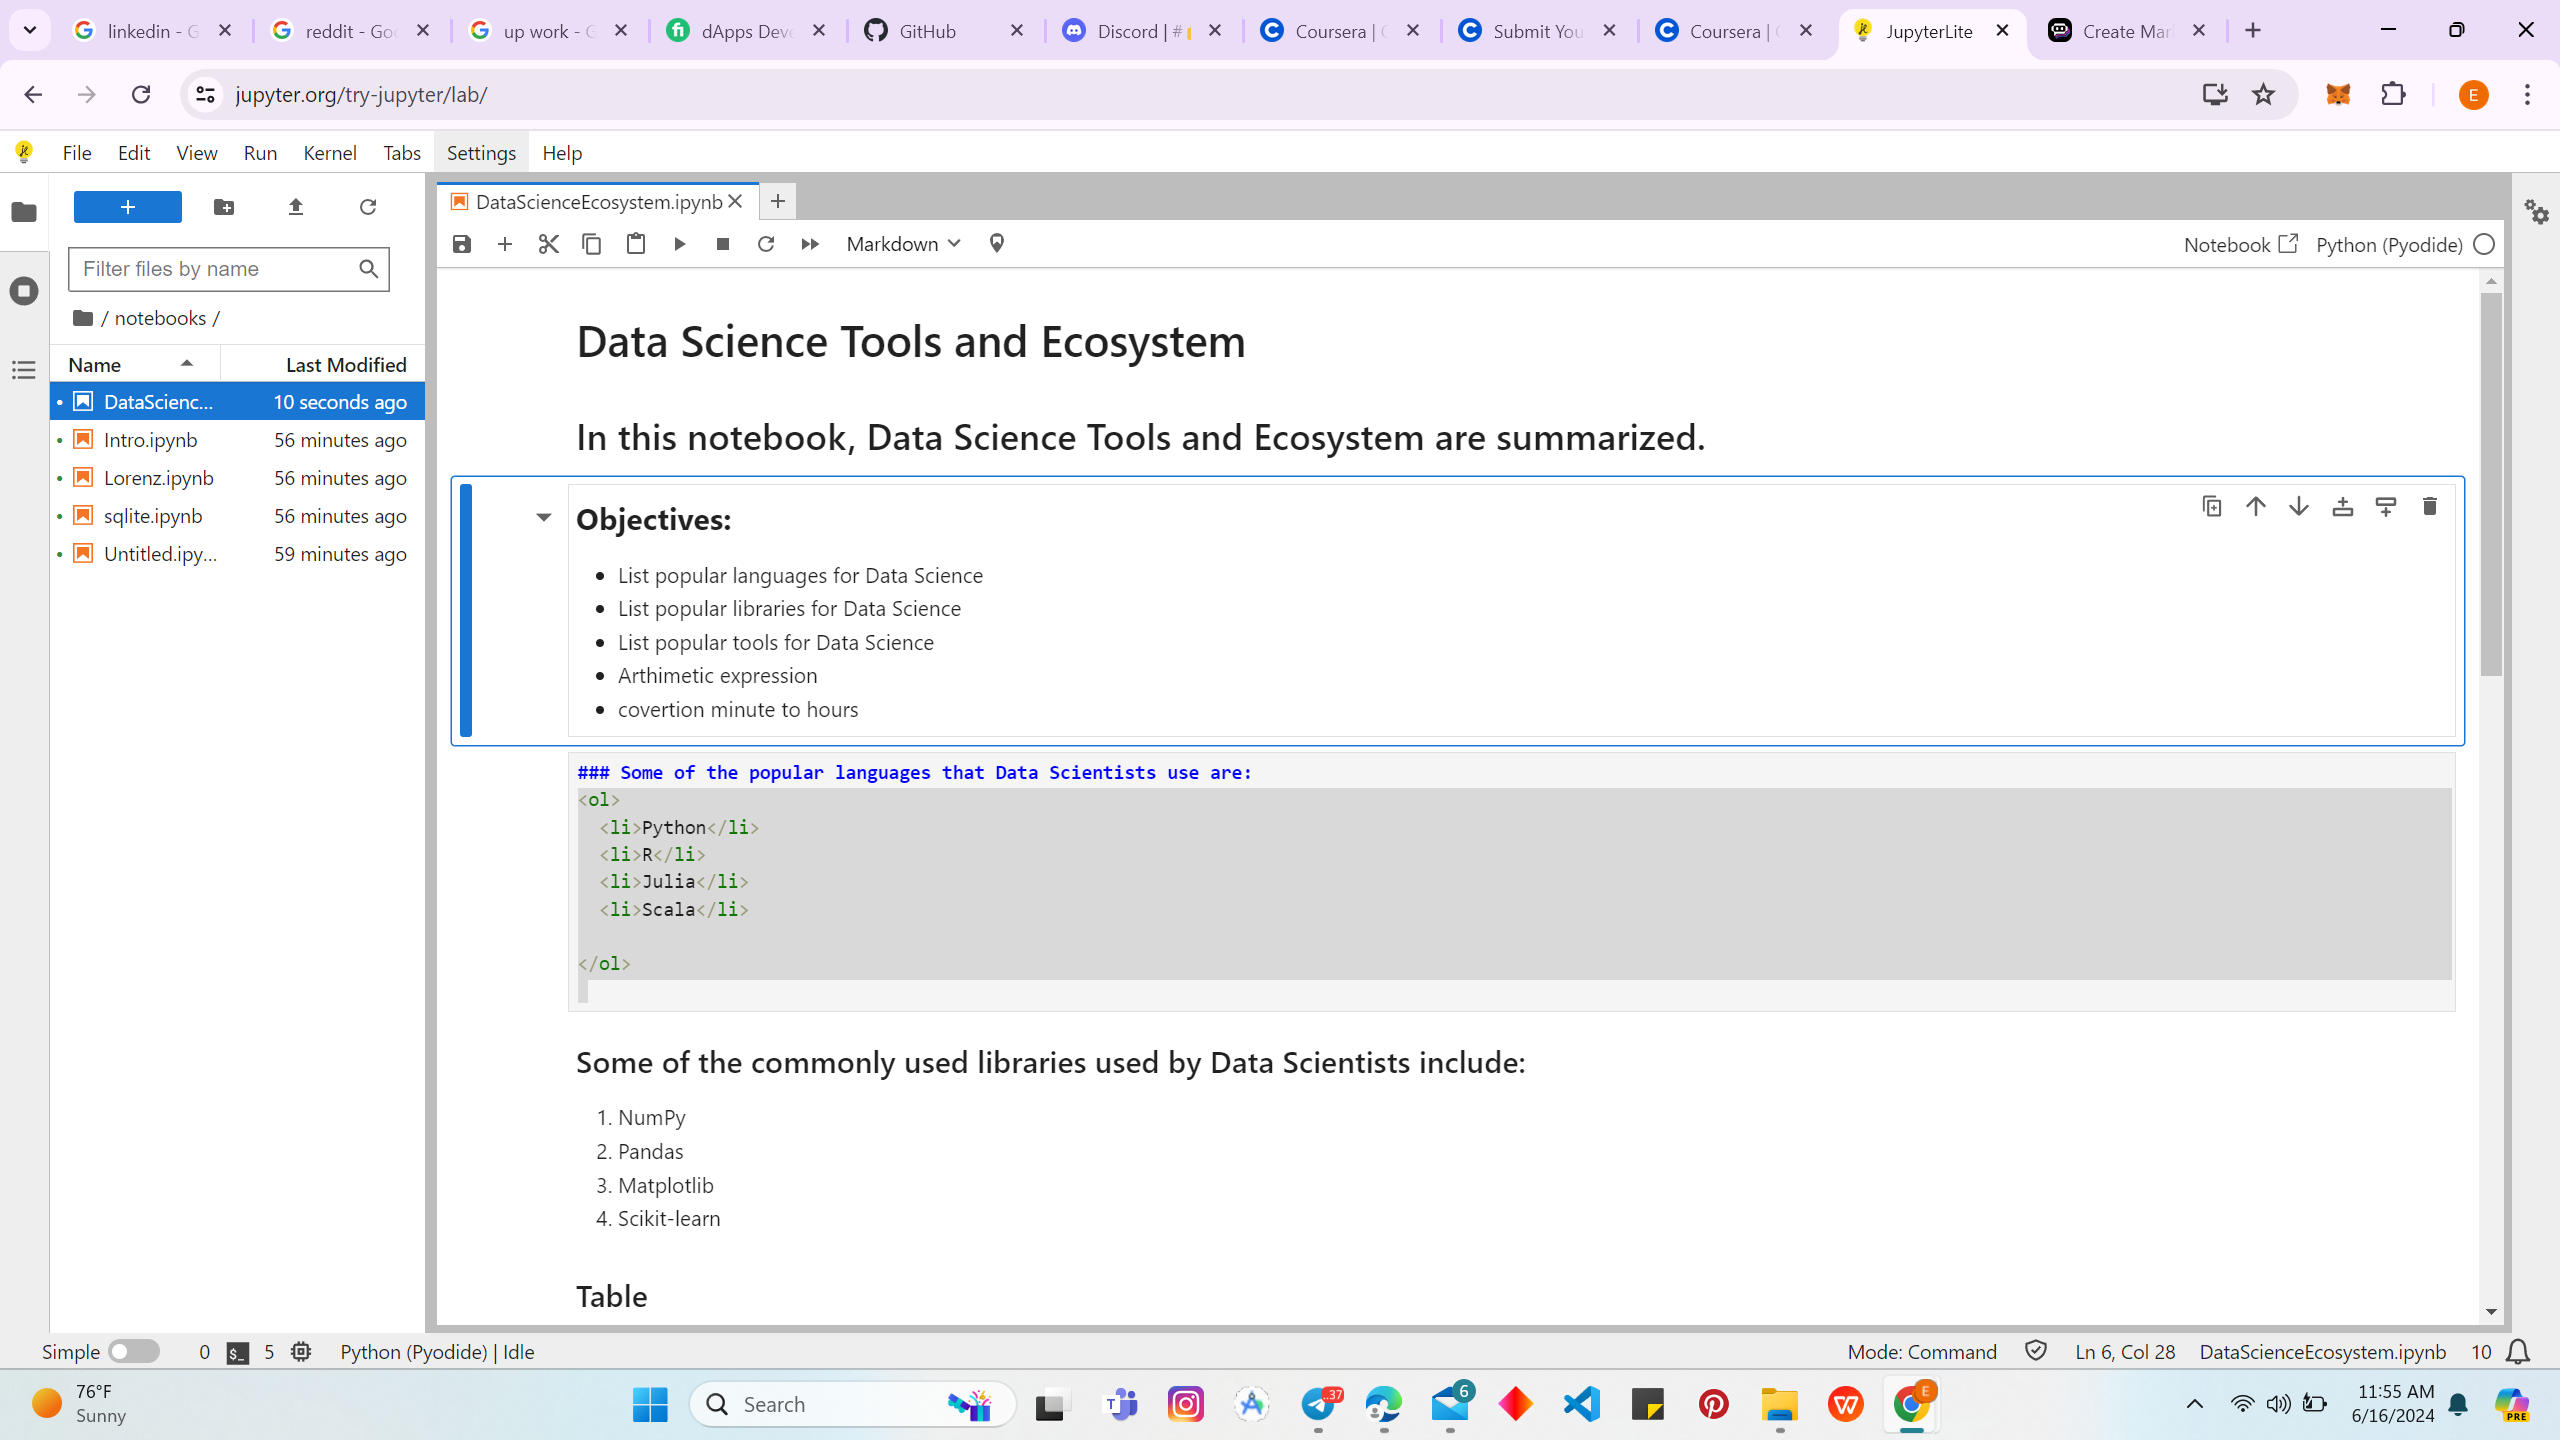 linkedin - G
reddit - Goo
up work - G
dApps Deve
GitHub
Discord | #
Coursera | C
Submit You
Coursera | C
JupyterLite
Create Mar
jupyter.org/try-jupyter/lab/
E
File Edit View Run Kernel Tabs Settings Help
DataScienceEcosystem.ipynb
Filter files by name
Markdown
Notebook
Python (Pyodide)
/ notebooks /
Name Last Modified
DataScienc... 10 seconds ago
Intro.ipynb 56 minutes ago
Lorenz.ipynb 56 minutes ago
sqlite.ipynb 56 minutes ago
Untitled.ipy... 59 minutes ago
Data Science Tools and Ecosystem
In this notebook, Data Science Tools and Ecosystem are summarized.
Objectives:
• List popular languages for Data Science
• List popular libraries for Data Science
• List popular tools for Data Science
• Arthimetic expression
• covertion minute to hours
### Some of the popular languages that Data Scientists use are:
<ol>
<li>Python</li>
<li>R</li>
<li>Julia</li>
<li>Scala</li>
</ol>
Some of the commonly used libraries used by Data Scientists include:
1. NumPy
2. Pandas
3. Matplotlib
4. Scikit-learn
Table
Simple 0 $_ 5 Python (Pyodide) | Idle
Mode: Command Ln 6, Col 28 DataScienceEcosystem.ipynb 10
76°F
Sunny
Search
T
..37
6
W
E
11:55 AM
6/16/2024
PRE